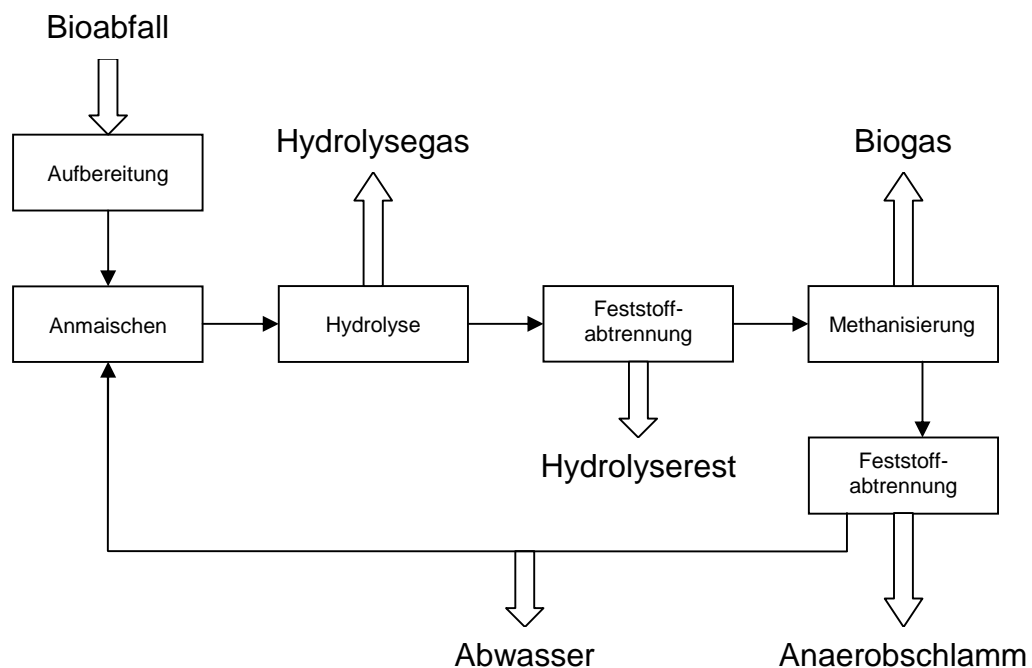 Bioabfall
Aufbereitung
Hydrolysegas
Biogas
Anmaischen
Hydrolyse
Feststoff-
abtrennung
Methanisierung
Hydrolyserest
Feststoff-
abtrennung
Abwasser
Anaerobschlamm